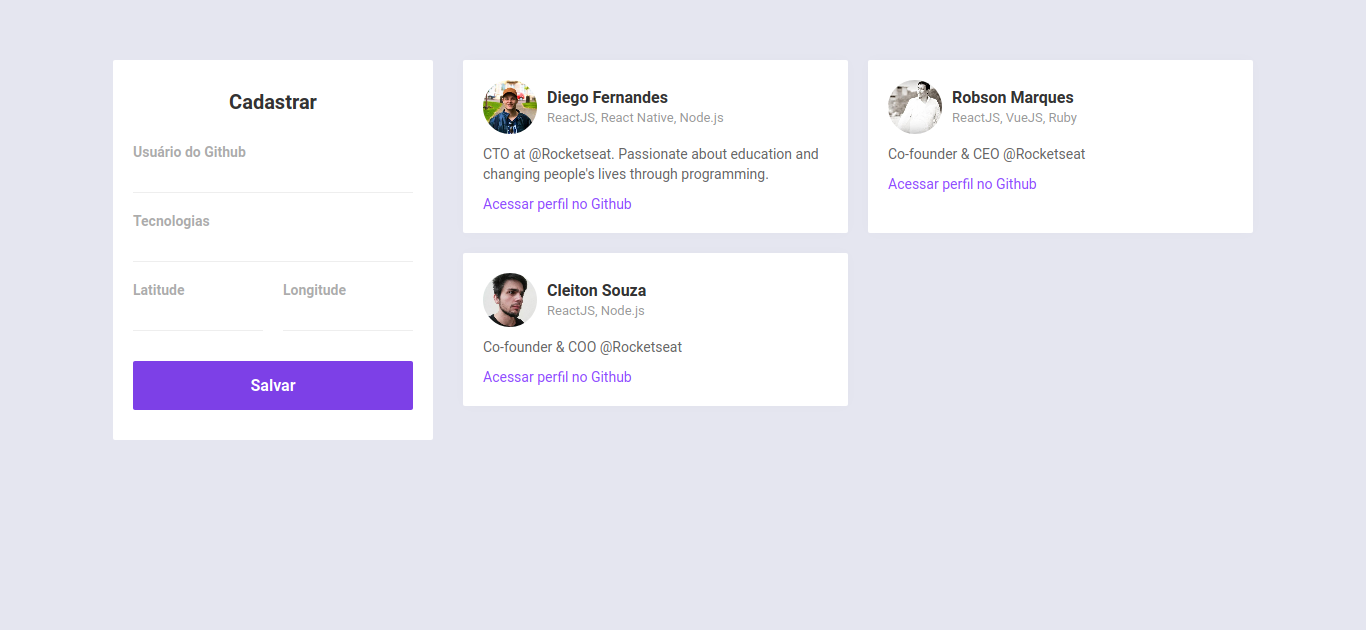 Cadastrar
Usuário do Github
Tecnologias
Latitude
Longitude
Salvar
Diego Fernandes
ReactJS, React Native, Node.js
CTO at @Rocketseat. Passionate about education and
changing people's lives through programming.
Acessar perfil no Github
Robson Marques
ReactJS, VueJS, Ruby
Co-founder & CEO @Rocketseat
Acessar perfil no Github
Cleiton Souza
ReactJS, Node.js
Co-founder & COO @Rocketseat
Acessar perfil no Github